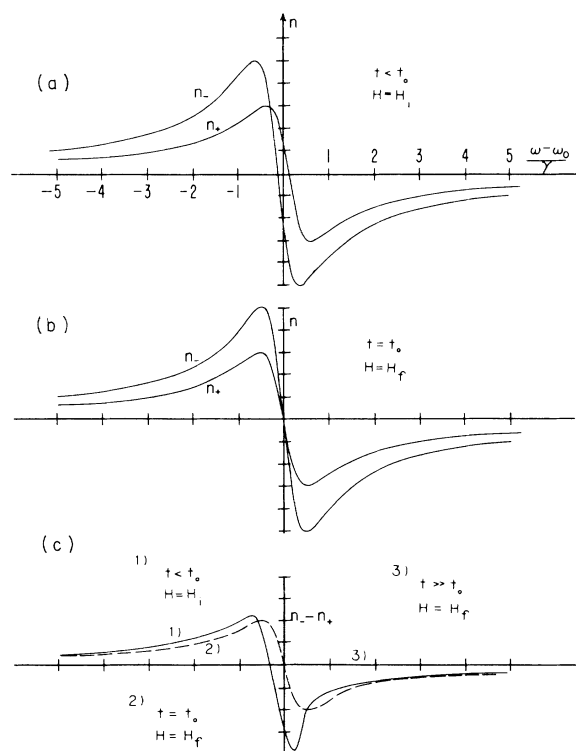 n
(a)
t < t₀
H = Hᵢ
n₋
n₊
1 2 3 4 5
ω−ω₀
γ
−5 −4 −3 −2 −1
(b)
n
t = t₀
H = H_f
n₋
n₊
(c)
1) t < t₀
H = Hᵢ
3) t >> t₀
H = H_f
n₋ − n₊
1)
2)
3)
2) t = t₀
H = H_f